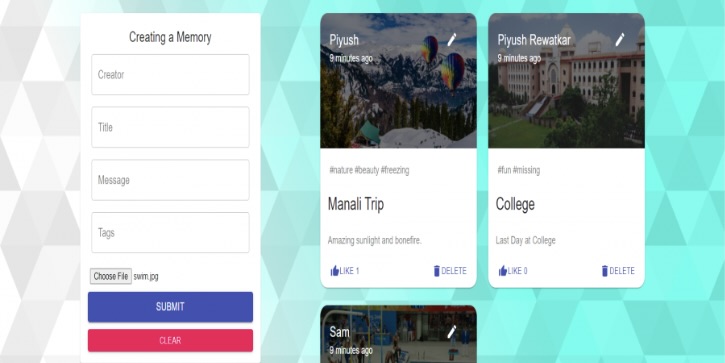 Creating a Memory
Creator
Title
Message
Tags
Choose File swim.jpg
SUBMIT
CLEAR
Piyush
9 minutes ago
#nature #beauty #freezing
Manali Trip
Amazing sunlight and bonefire.
LIKE 1
DELETE
Piyush Rewatkar
9 minutes ago
#fun #missing
College
Last Day at College
LIKE 0
DELETE
Sam
9 minutes ago